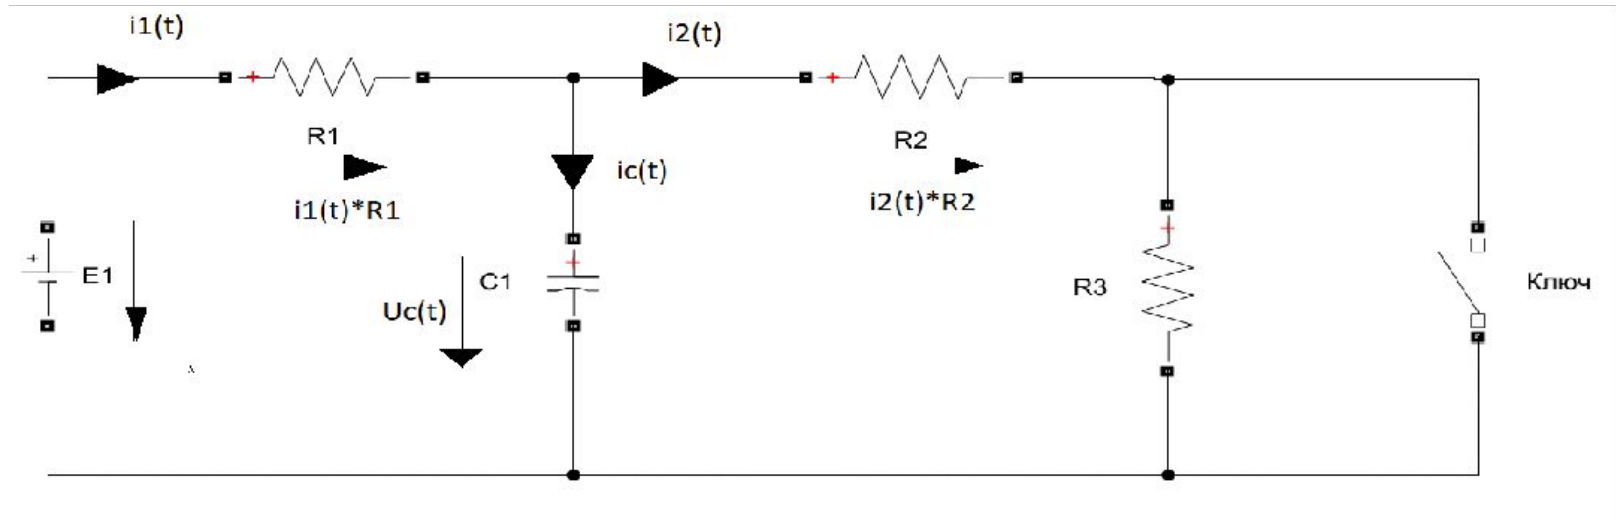 i1(t)
i2(t)
R1
R2
ic(t)
i1(t)*R1
i2(t)*R2
+
E1
C1
Uc(t)
R3
Ключ